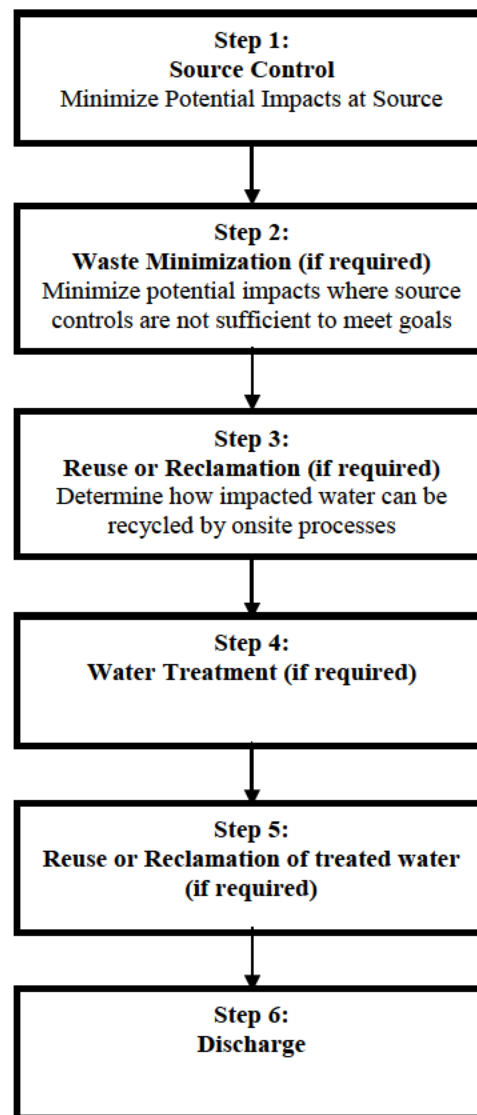 Step 1:
Source Control
Minimize Potential Impacts at Source
Step 2:
Waste Minimization (if required)
Minimize potential impacts where source
controls are not sufficient to meet goals
Step 3:
Reuse or Reclamation (if required)
Determine how impacted water can be
recycled by onsite processes
Step 4:
Water Treatment (if required)
Step 5:
Reuse or Reclamation of treated water
(if required)
Step 6:
Discharge